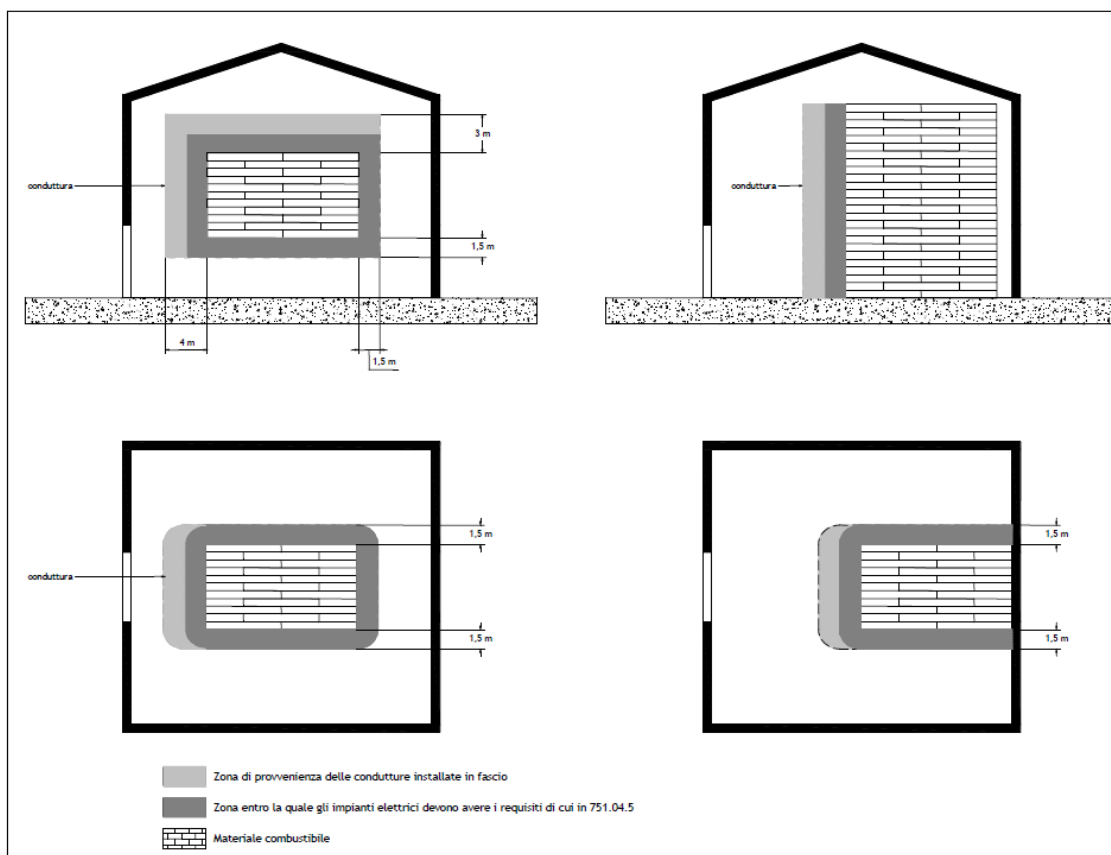 3 m
conduttura
conduttura
1,5 m
4 m
1,5 m
1,5 m
1,5 m
conduttura
1,5 m
1,5 m
Zona di provvenienza delle condutture installate in fascio
Zona entro la quale gli impianti elettrici devono avere i requisiti di cui in 751.04.5
Materiale combustibile